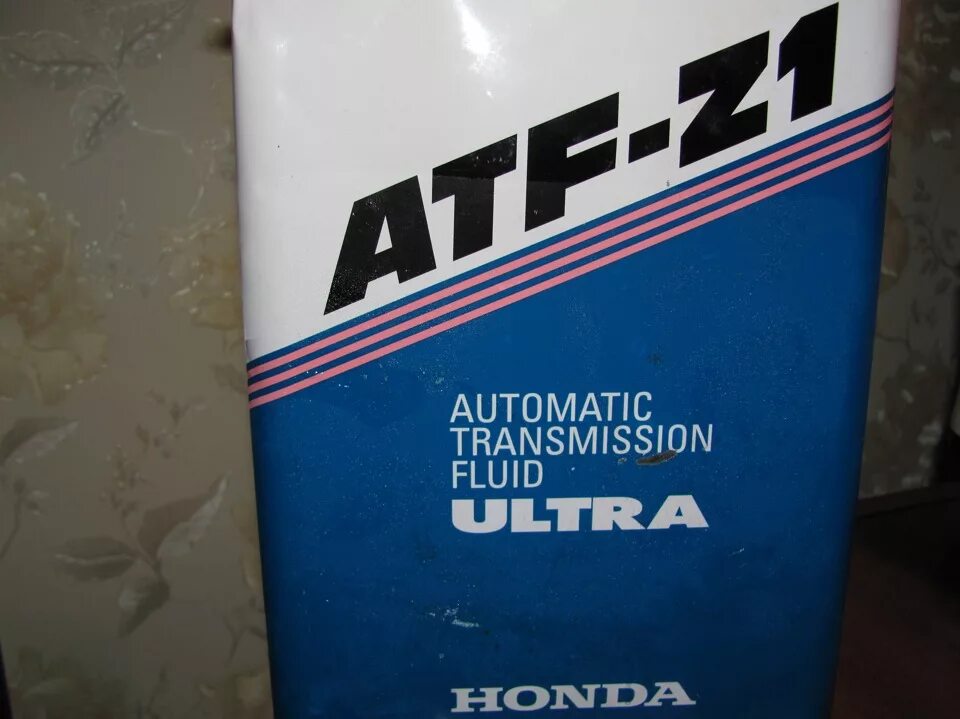 ATF-Z1
AUTOMATIC
TRANSMISSION
FLUID
ULTRA
HONDA